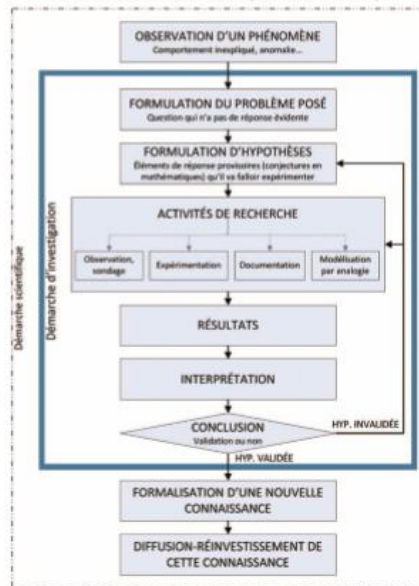 OBSERVATION D'UN PHÉNOMÈNE
Comportement inexpliqué, anomalie...
FORMULATION DU PROBLÈME POSÉ
Question qui n'a pas de réponse évidente
FORMULATION D'HYPOTHÈSES
Éléments de réponse provisoires (conjectures en
mathématiques) qu'il va falloir expérimenter
ACTIVITÉS DE RECHERCHE
Observation,
sondage
Expérimentation
Documentation
Modélisation
par analogie
RÉSULTATS
INTERPRÉTATION
CONCLUSION
Validation ou non
HYP. INVALIDÉE
HYP. VALIDÉE
FORMALISATION D'UNE NOUVELLE
CONNAISSANCE
DIFFUSION-RÉINVESTISSEMENT DE
CETTE CONNAISSANCE
Démarche scientifique
Démarche d'investigation